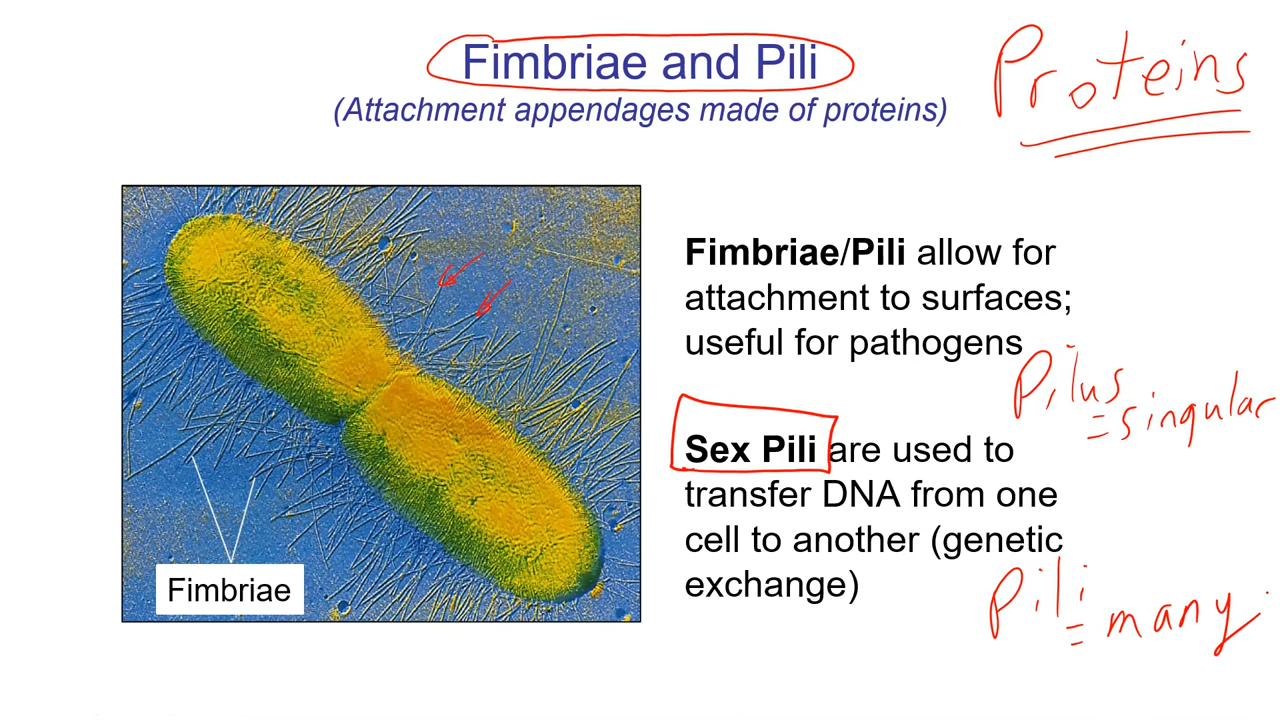 Fimbriae and Pili
(Attachment appendages made of proteins)
Proteins
Fimbriae/Pili allow for
attachment to surfaces;
useful for pathogens
Pilus
= singular
Sex Pili are used to
transfer DNA from one
cell to another (genetic
exchange)
Pili
= many
Fimbriae